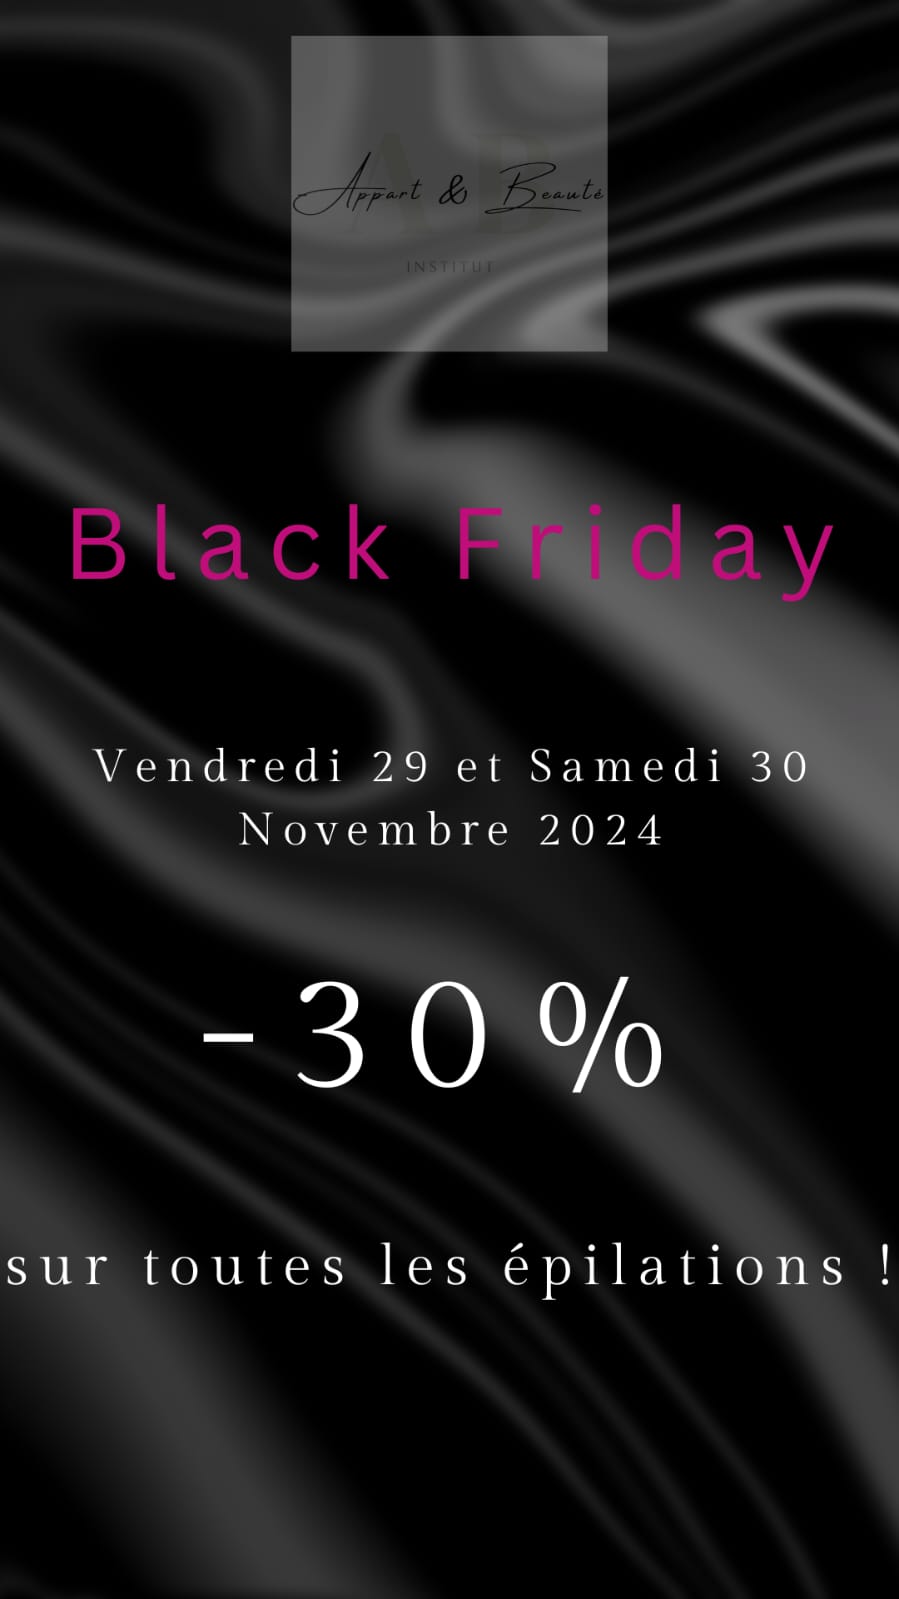 Appart & Beauté
INSTITUT
Black Friday
Vendredi 29 et Samedi 30
Novembre 2024
-30%
sur toutes les épilations !